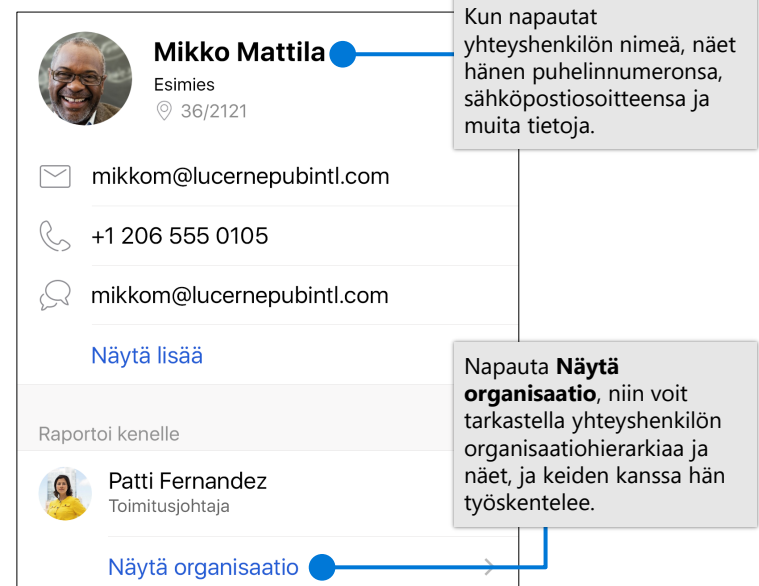 Mikko Mattila
Esimies
36/2121
Kun napautat
yhteyshenkilön nimeä, näet
hänen puhelinnumeronsa,
sähköpostiosoitteensa ja
muita tietoja.
mikkom@lucernepubintl.com
+1 206 555 0105
mikkom@lucernepubintl.com
Näytä lisää
Napauta Näytä
organisaatio, niin voit
tarkastella yhteyshenkilön
organisaatiohierarkiaa ja
näet, ja keiden kanssa hän
työskentelee.
Raportoi kenelle
Patti Fernandez
Toimitusjohtaja
Näytä organisaatio